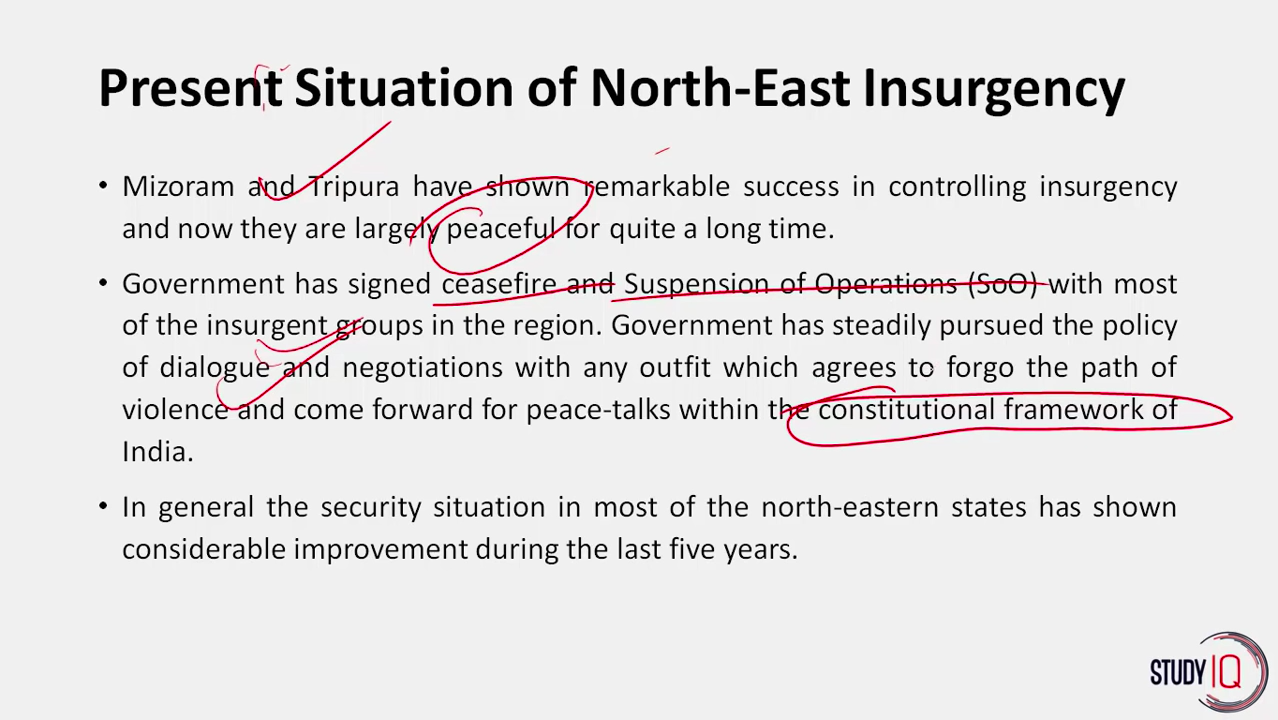 Present Situation of North-East Insurgency
• Mizoram and Tripura have shown remarkable success in controlling insurgency
and now they are largely peaceful for quite a long time.
• Government has signed ceasefire and Suspension of Operations (SoO) with most
of the insurgent groups in the region. Government has steadily pursued the policy
of dialogue and negotiations with any outfit which agrees to forgo the path of
violence and come forward for peace-talks within the constitutional framework of
India.
• In general the security situation in most of the north-eastern states has shown
considerable improvement during the last five years.
STUDY IQ